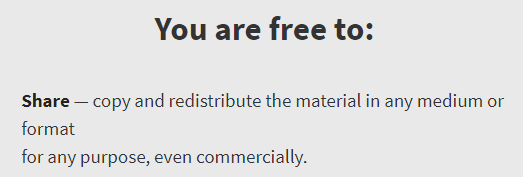 You are free to:
Share — copy and redistribute the material in any medium or
format
for any purpose, even commercially.